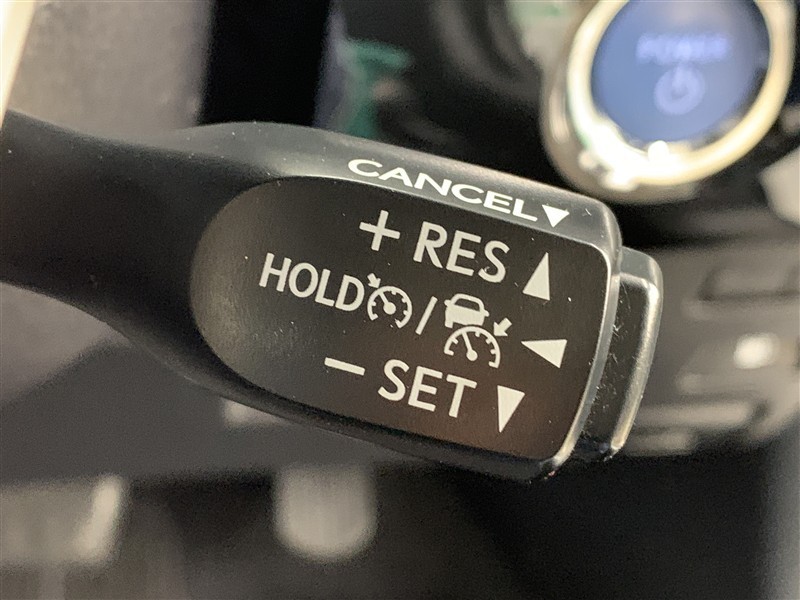 POWER
CANCEL▼
+ RES ▲
HOLD / ◀
− SET ▼